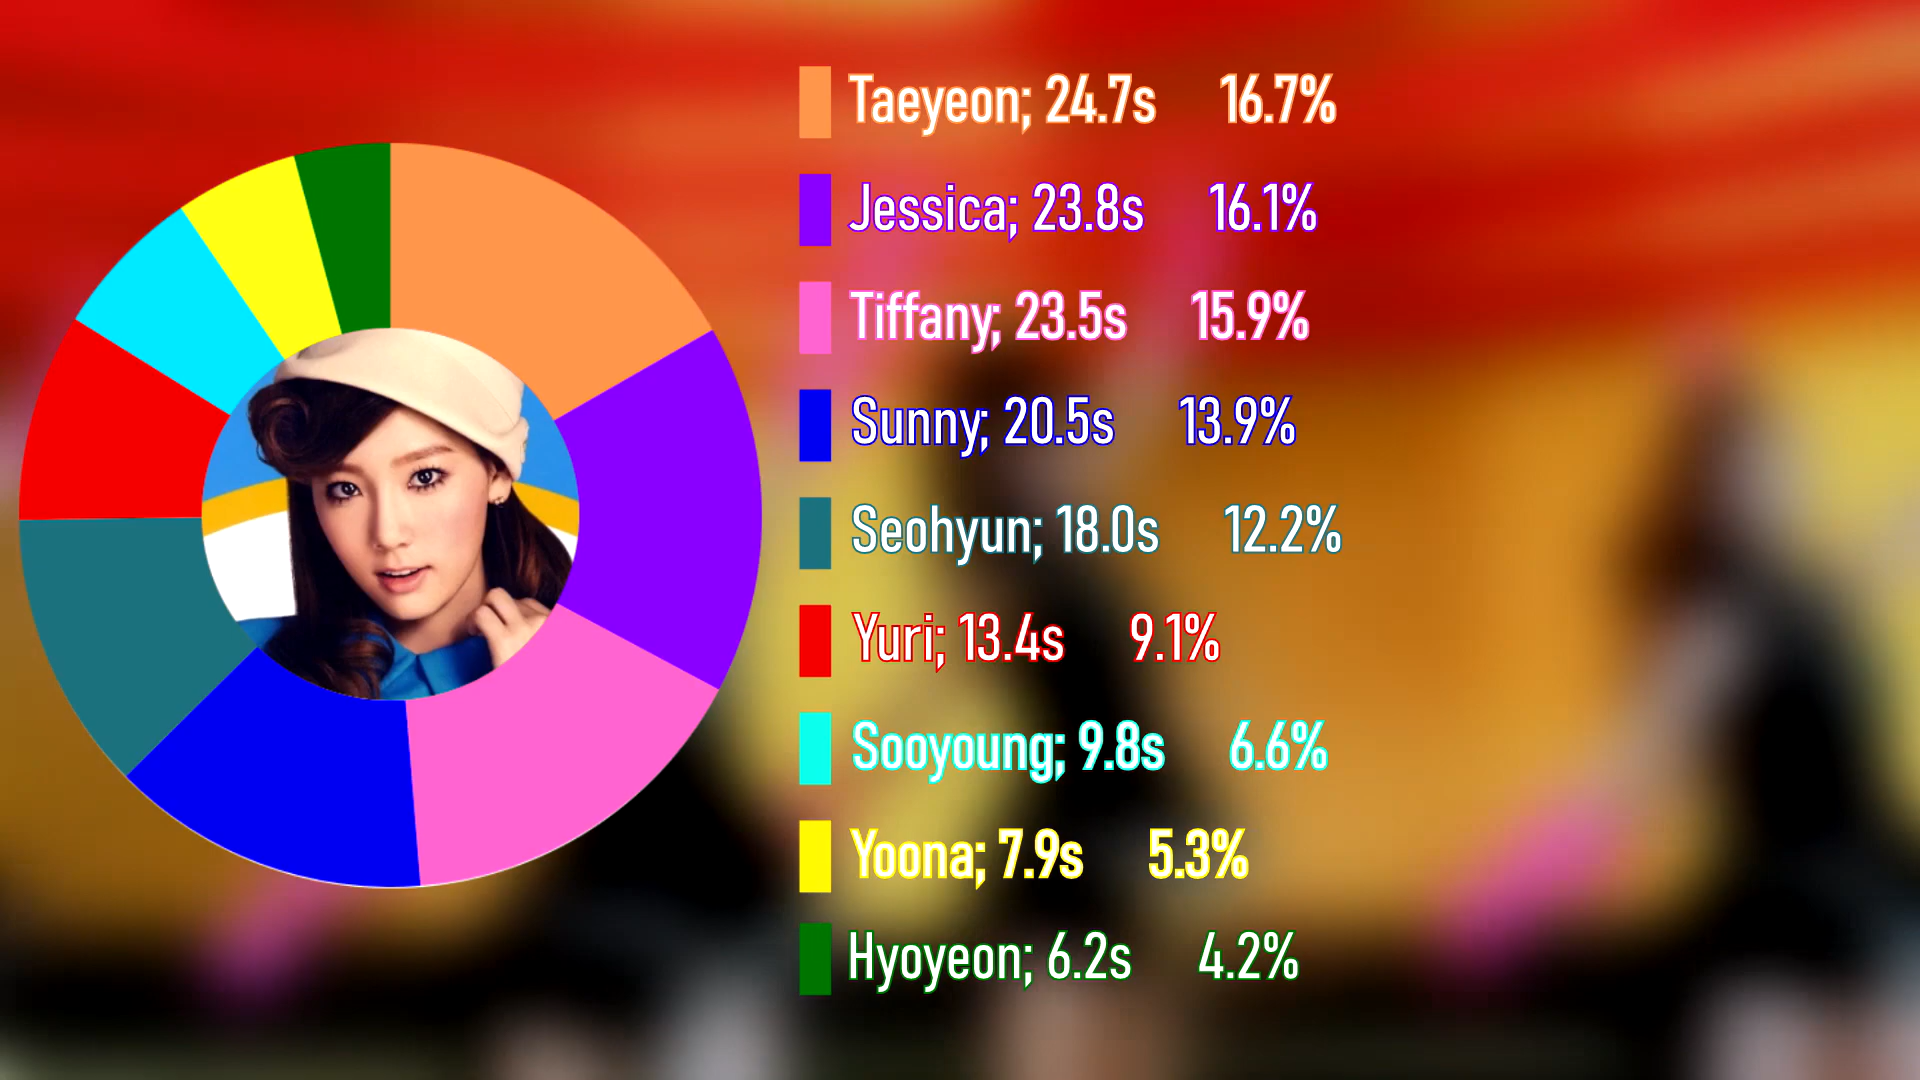 Taeyeon; 24.7s 16.7%
Jessica; 23.8s 16.1%
Tiffany; 23.5s 15.9%
Sunny; 20.5s 13.9%
Seohyun; 18.0s 12.2%
Yuri; 13.4s 9.1%
Sooyoung; 9.8s 6.6%
Yoona; 7.9s 5.3%
Hyoyeon; 6.2s 4.2%